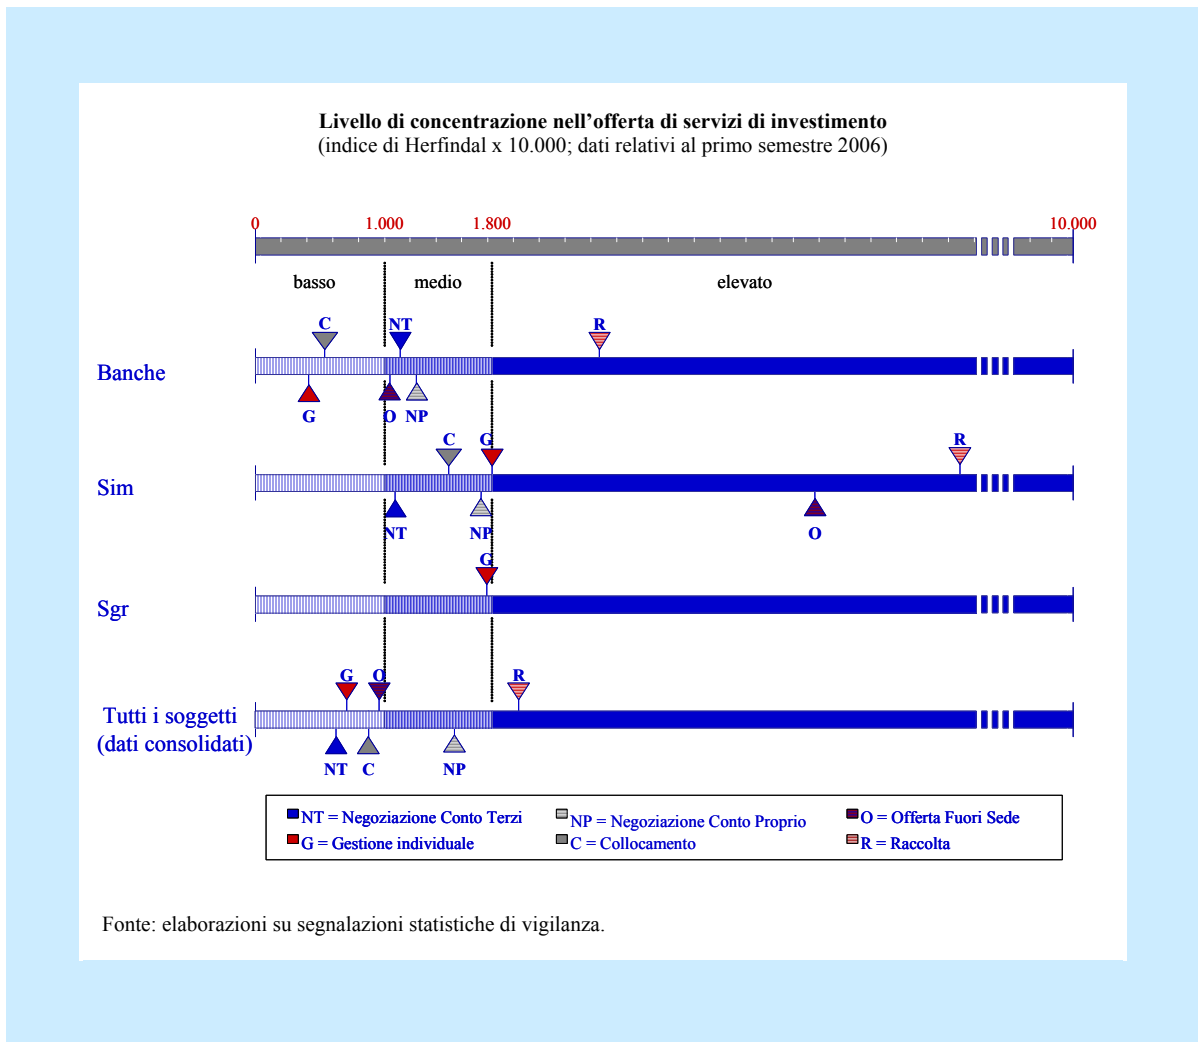 Livello di concentrazione nell'offerta di servizi di investimento
(indice di Herfindal x 10.000; dati relativi al primo semestre 2006)
0 1.000 1.800 10.000
basso medio elevato
C NT R
Banche
G O NP
C G R
Sim
NT NP O
G
Sgr
G O R
Tutti i soggetti
(dati consolidati)
NT C NP
NT = Negoziazione Conto Terzi NP = Negoziazione Conto Proprio O = Offerta Fuori Sede
G = Gestione individuale C = Collocamento R = Raccolta
Fonte: elaborazioni su segnalazioni statistiche di vigilanza.